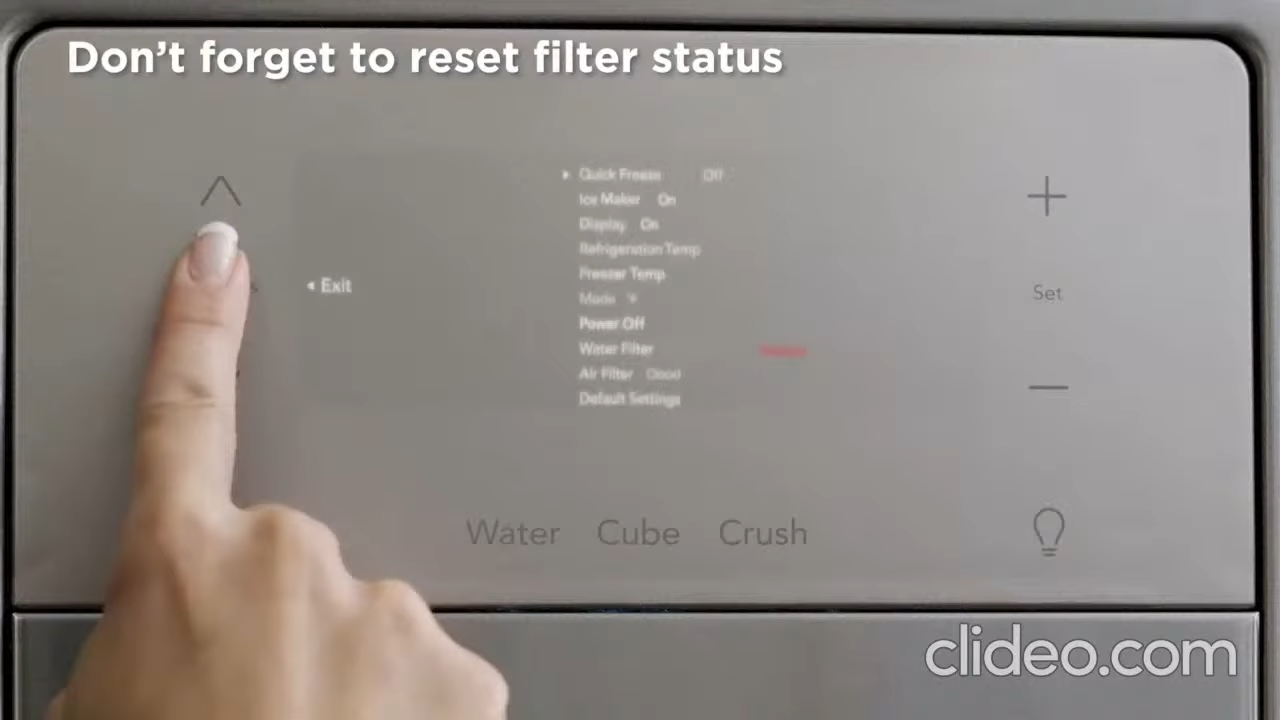 Don't forget to reset filter status
Quick Freeze Off
Ice Maker On
Display On
Refrigeration Temp
Freezer Temp
Mode °F
Power Off
Water Filter
Air Filter Good
Default Settings
◂ Exit
Set
Water Cube Crush
clideo.com